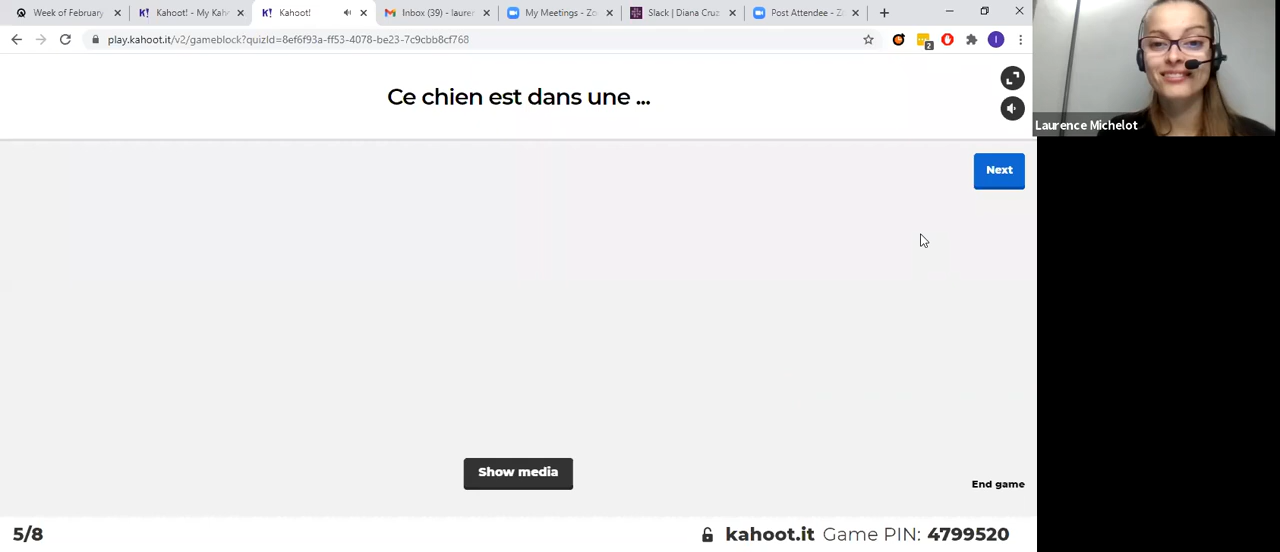 Week of February
Kahoot! - My Kah
Kahoot!
Inbox (39) - laure
My Meetings - Zo
Slack | Diana Cruz
Post Attendee - Z
play.kahoot.it/v2/gameblock?quizId=8ef6f93a-ff53-4078-be23-7c9cbb8cf768
2
Ce chien est dans une ...
Laurence Michelot
Next
Show media
End game
5/8
kahoot.it Game PIN: 4799520